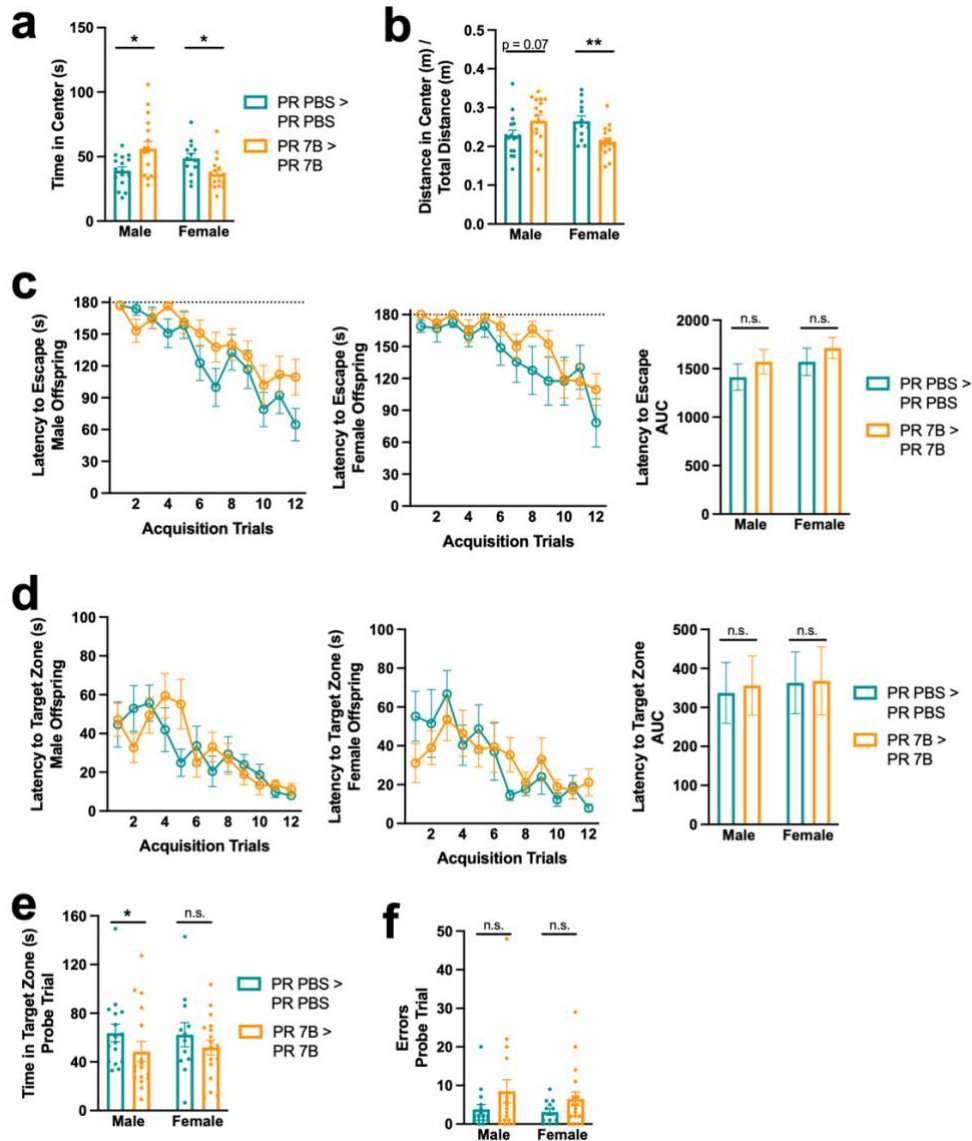 a
Time in Center (s)
150
100
50
0
*
*
Male
Female
PR PBS >
PR PBS
PR 7B >
PR 7B
b
Distance in Center (m) /
Total Distance (m)
0.5
0.4
0.3
0.2
0.1
0.0
p = 0.07
**
Male
Female
c
Latency to Escape (s)
Male Offspring
180
150
120
90
60
30
0
2 4 6 8 10 12
Acquisition Trials
Latency to Escape (s)
Female Offspring
180
150
120
90
60
30
0
2 4 6 8 10 12
Acquisition Trials
Latency to Escape
AUC
2000
1500
1000
500
0
n.s.
n.s.
Male
Female
PR PBS >
PR PBS
PR 7B >
PR 7B
d
Latency to Target Zone (s)
Male Offspring
100
80
60
40
20
0
2 4 6 8 10 12
Acquisition Trials
Latency to Target Zone (s)
Female Offspring
100
80
60
40
20
0
2 4 6 8 10 12
Acquisition Trials
Latency to Target Zone
AUC
500
400
300
200
100
0
n.s.
n.s.
Male
Female
PR PBS >
PR PBS
PR 7B >
PR 7B
e
Time in Target Zone (s)
Probe Trial
160
120
80
40
0
*
n.s.
Male
Female
PR PBS >
PR PBS
PR 7B >
PR 7B
f
Errors
Probe Trial
50
40
30
20
10
0
n.s.
n.s.
Male
Female